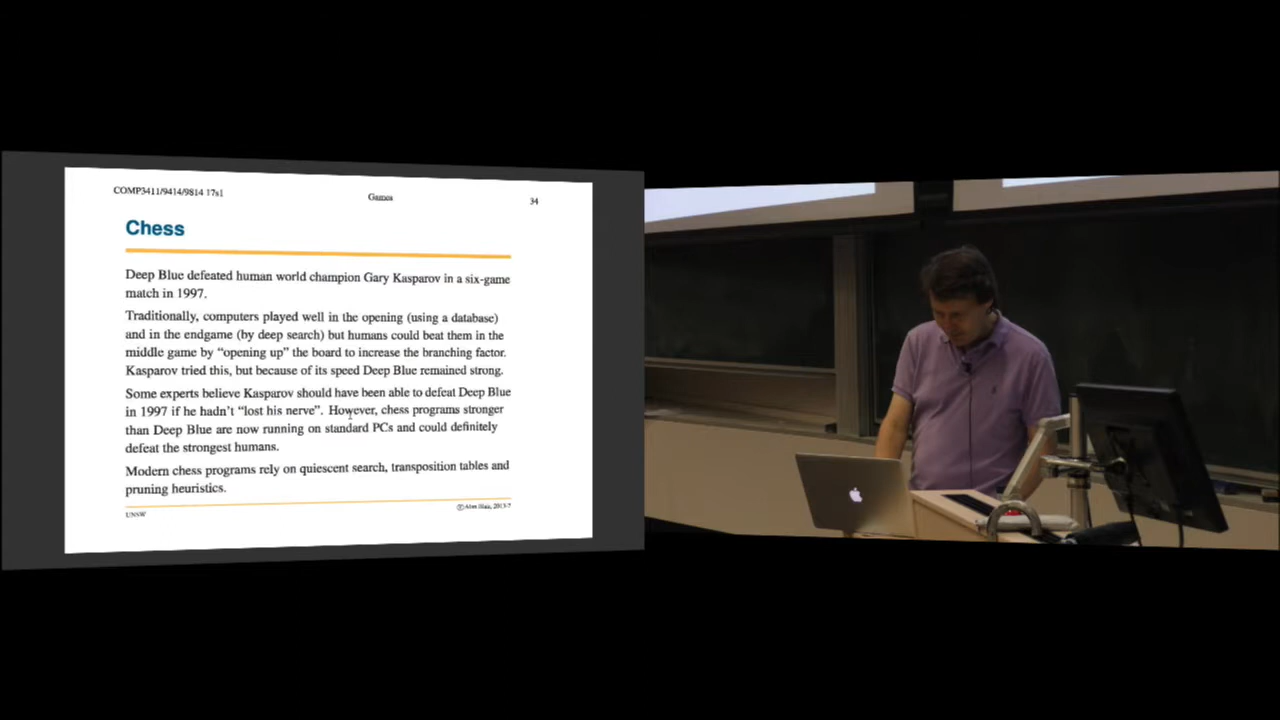 COMP3411/9414/9814 17s1
Games
34
Chess
Deep Blue defeated human world champion Gary Kasparov in a six-game
match in 1997.
Traditionally, computers played well in the opening (using a database)
and in the endgame (by deep search) but humans could beat them in the
middle game by “opening up” the board to increase the branching factor.
Kasparov tried this, but because of its speed Deep Blue remained strong.
Some experts believe Kasparov should have been able to defeat Deep Blue
in 1997 if he hadn’t “lost his nerve”. However, chess programs stronger
than Deep Blue are now running on standard PCs and could definitely
defeat the strongest humans.
Modern chess programs rely on quiescent search, transposition tables and
pruning heuristics.
UNSW
©Alan Blair, 2013-7